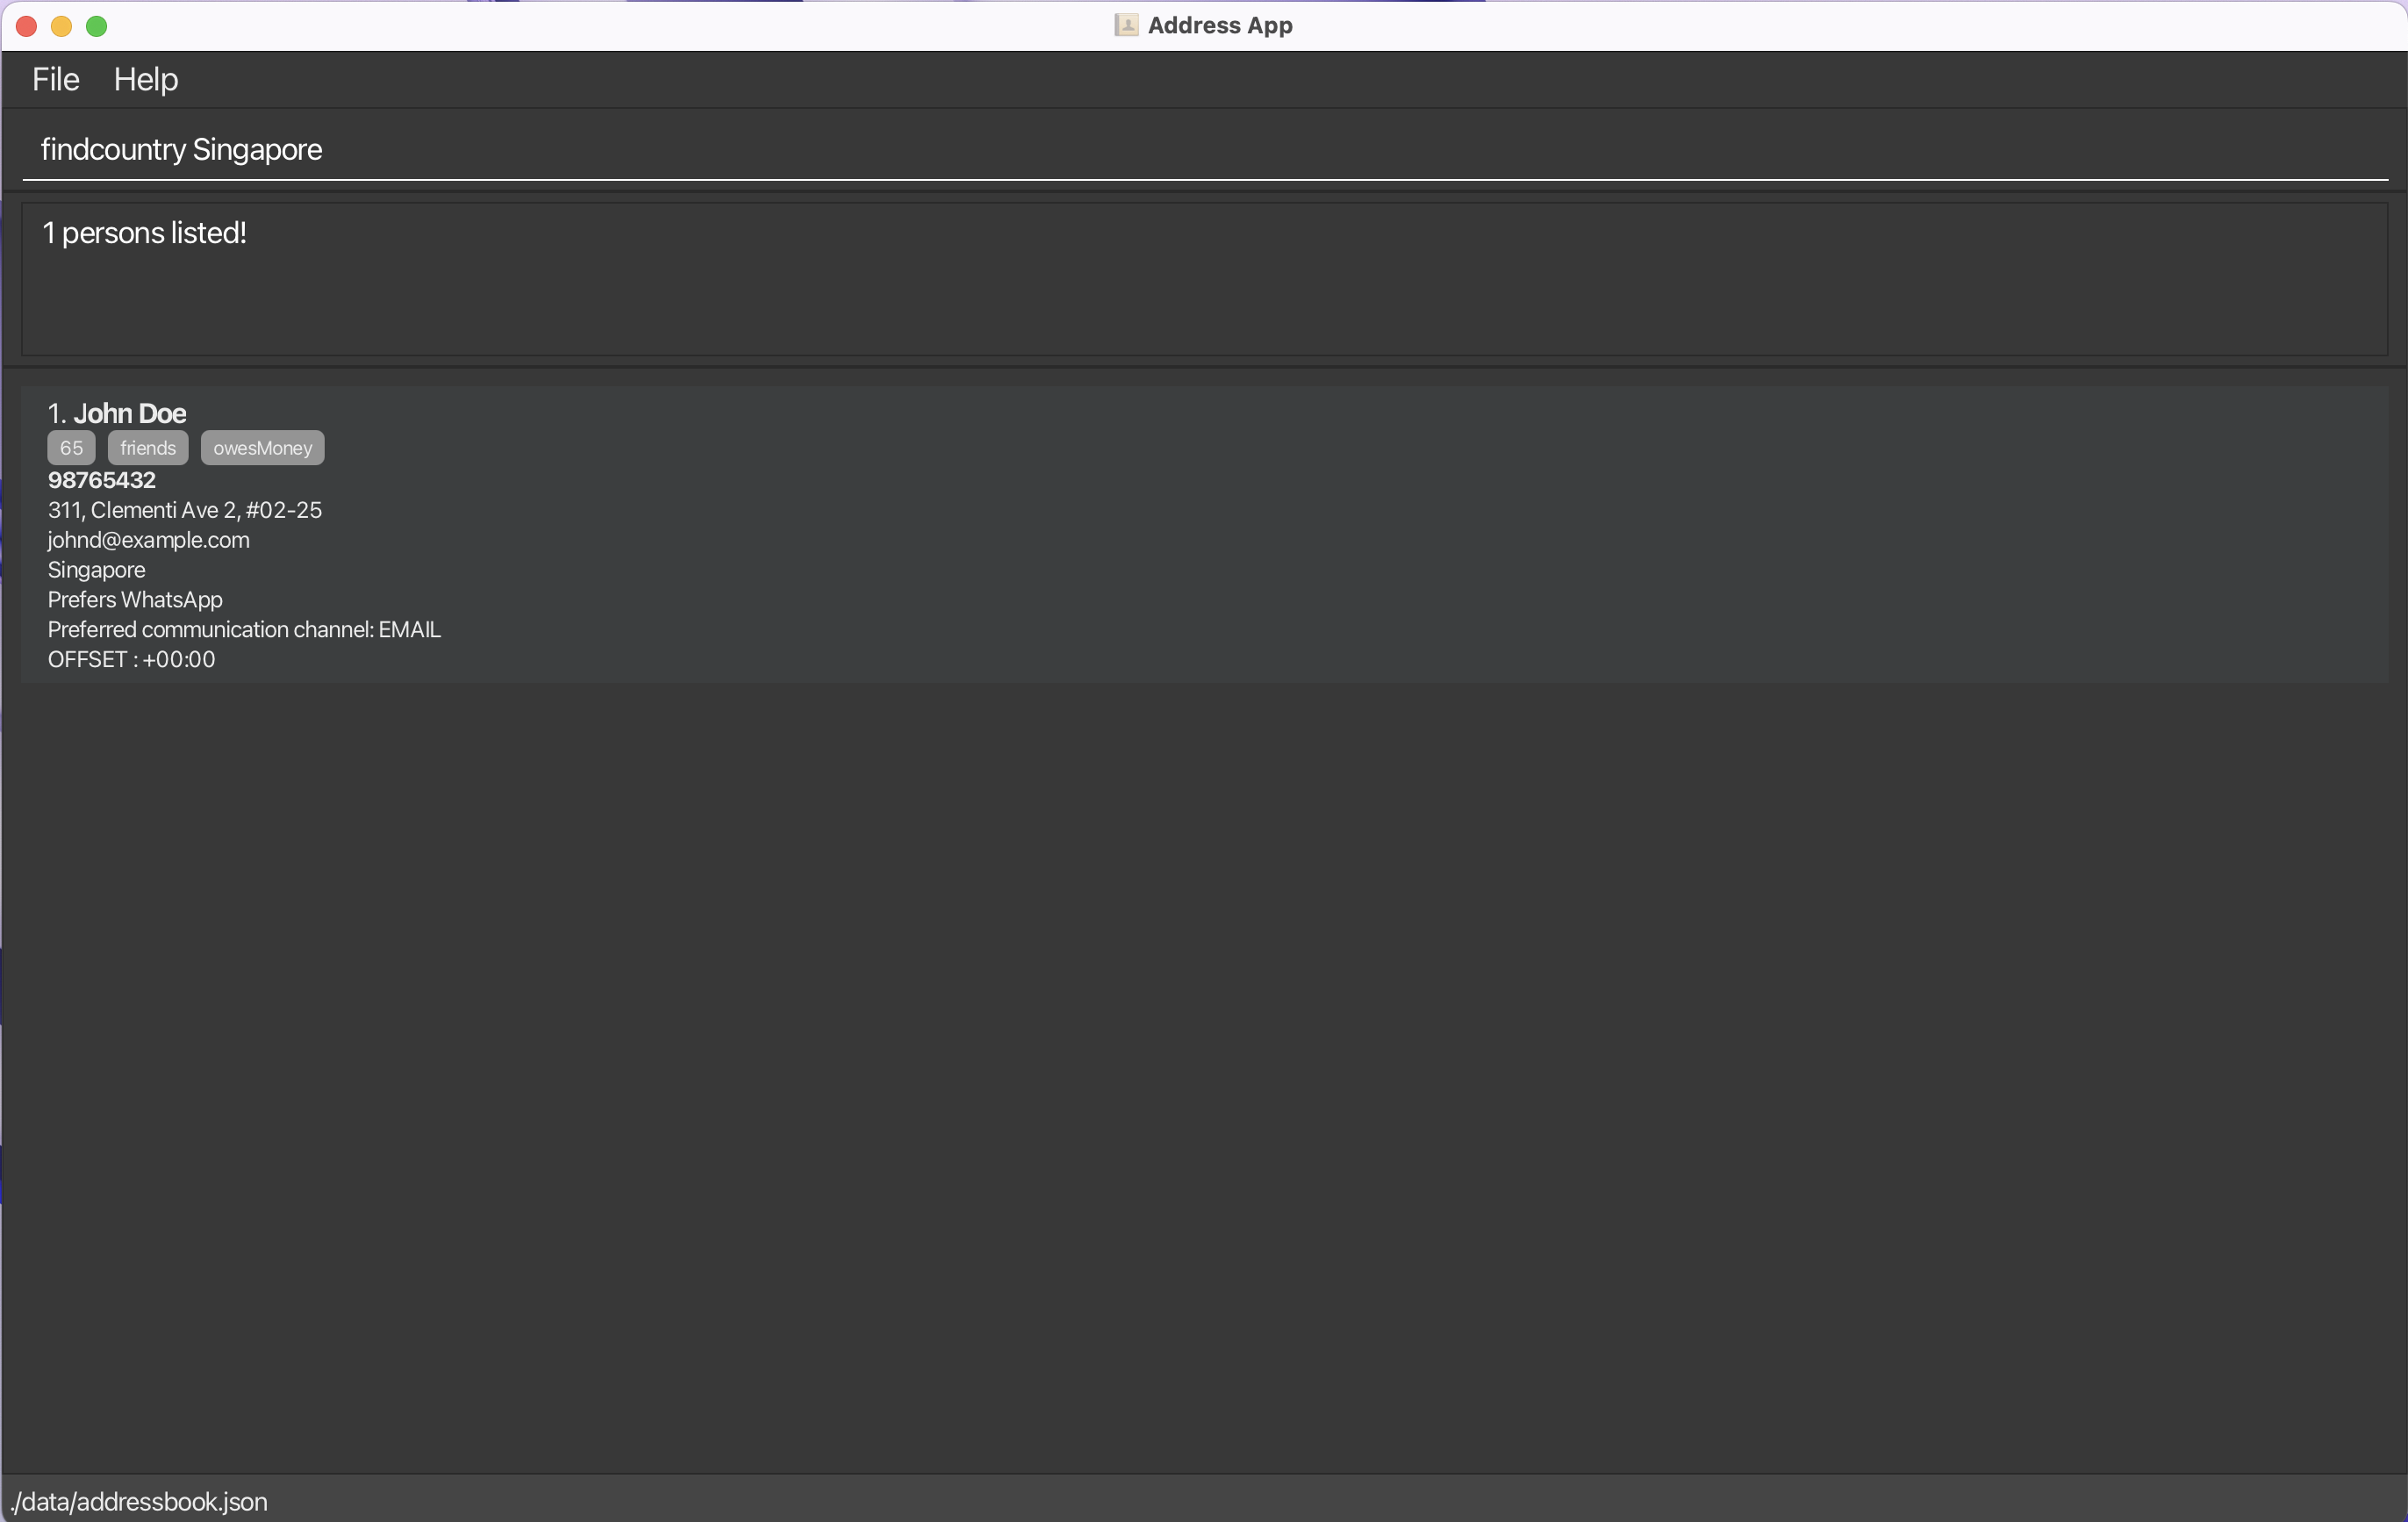 Address App
File Help
findcountry Singapore
1 persons listed!
1. John Doe
65 friends owesMoney
98765432
311, Clementi Ave 2, #02-25
johnd@example.com
Singapore
Prefers WhatsApp
Preferred communication channel: EMAIL
OFFSET : +00:00
./data/addressbook.json